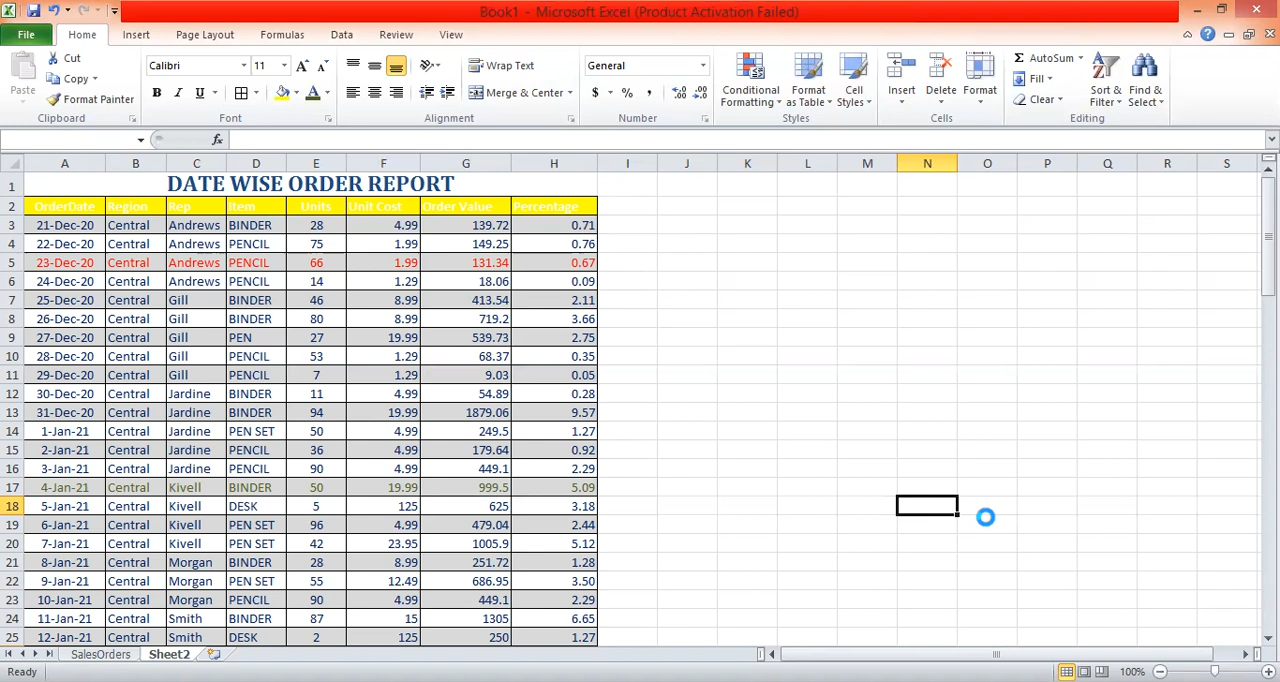 Book1 - Microsoft Excel (Product Activation Failed)
File Home Insert Page Layout Formulas Data Review View
Paste Cut Copy Format Painter Clipboard
Calibri 11 A A B I U A Font
Wrap Text Merge & Center Alignment
General $ % , .0 .00 .00 .0 Number
Conditional Formatting Format as Table Cell Styles Styles
Insert Delete Format Cells
Σ AutoSum Fill Clear Sort & Filter Find & Select Editing
fx
A B C D E F G H I J K L M N O P Q R S
1 DATE WISE ORDER REPORT
2 OrderDate Region Rep Item Units Unit Cost Order Value Percentage
3 21-Dec-20 Central Andrews BINDER 28 4.99 139.72 0.71
4 22-Dec-20 Central Andrews PENCIL 75 1.99 149.25 0.76
5 23-Dec-20 Central Andrews PENCIL 66 1.99 131.34 0.67
6 24-Dec-20 Central Andrews PENCIL 14 1.29 18.06 0.09
7 25-Dec-20 Central Gill BINDER 46 8.99 413.54 2.11
8 26-Dec-20 Central Gill BINDER 80 8.99 719.2 3.66
9 27-Dec-20 Central Gill PEN 27 19.99 539.73 2.75
10 28-Dec-20 Central Gill PENCIL 53 1.29 68.37 0.35
11 29-Dec-20 Central Gill PENCIL 7 1.29 9.03 0.05
12 30-Dec-20 Central Jardine BINDER 11 4.99 54.89 0.28
13 31-Dec-20 Central Jardine BINDER 94 19.99 1879.06 9.57
14 1-Jan-21 Central Jardine PEN SET 50 4.99 249.5 1.27
15 2-Jan-21 Central Jardine PENCIL 36 4.99 179.64 0.92
16 3-Jan-21 Central Jardine PENCIL 90 4.99 449.1 2.29
17 4-Jan-21 Central Kivell BINDER 50 19.99 999.5 5.09
18 5-Jan-21 Central Kivell DESK 5 125 625 3.18
19 6-Jan-21 Central Kivell PEN SET 96 4.99 479.04 2.44
20 7-Jan-21 Central Kivell PEN SET 42 23.95 1005.9 5.12
21 8-Jan-21 Central Morgan BINDER 28 8.99 251.72 1.28
22 9-Jan-21 Central Morgan PEN SET 55 12.49 686.95 3.50
23 10-Jan-21 Central Morgan PENCIL 90 4.99 449.1 2.29
24 11-Jan-21 Central Smith BINDER 87 15 1305 6.65
25 12-Jan-21 Central Smith DESK 2 125 250 1.27
SalesOrders Sheet2
Ready 100%